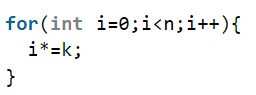 for(int i=0;i<n;i++){
  i*=k;
}